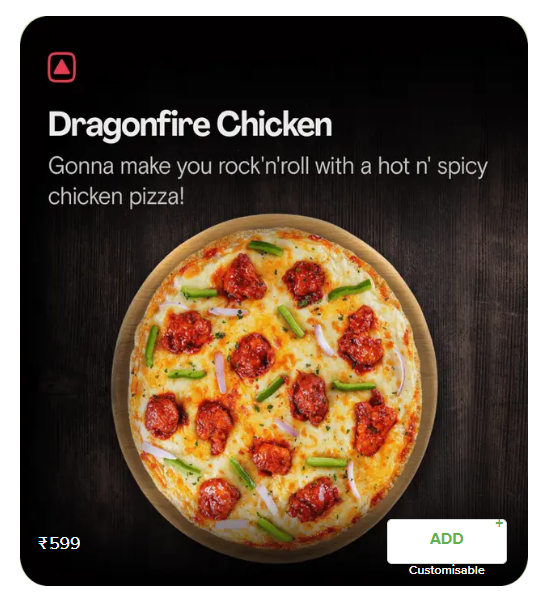 Dragonfire Chicken
Gonna make you rock'n'roll with a hot n' spicy
chicken pizza!
₹599
ADD
+
Customisable